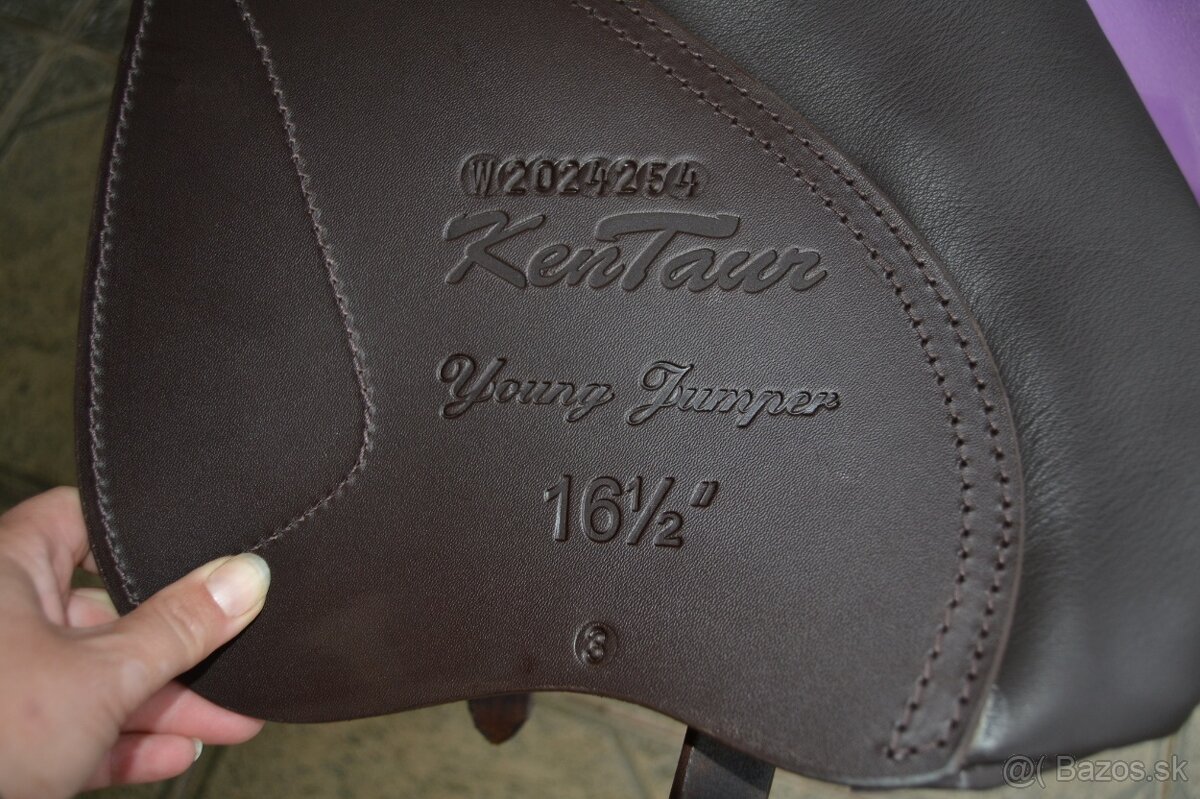 W2024254
KenTaur
Young Jumper
16½"
3
@( Bazos.sk